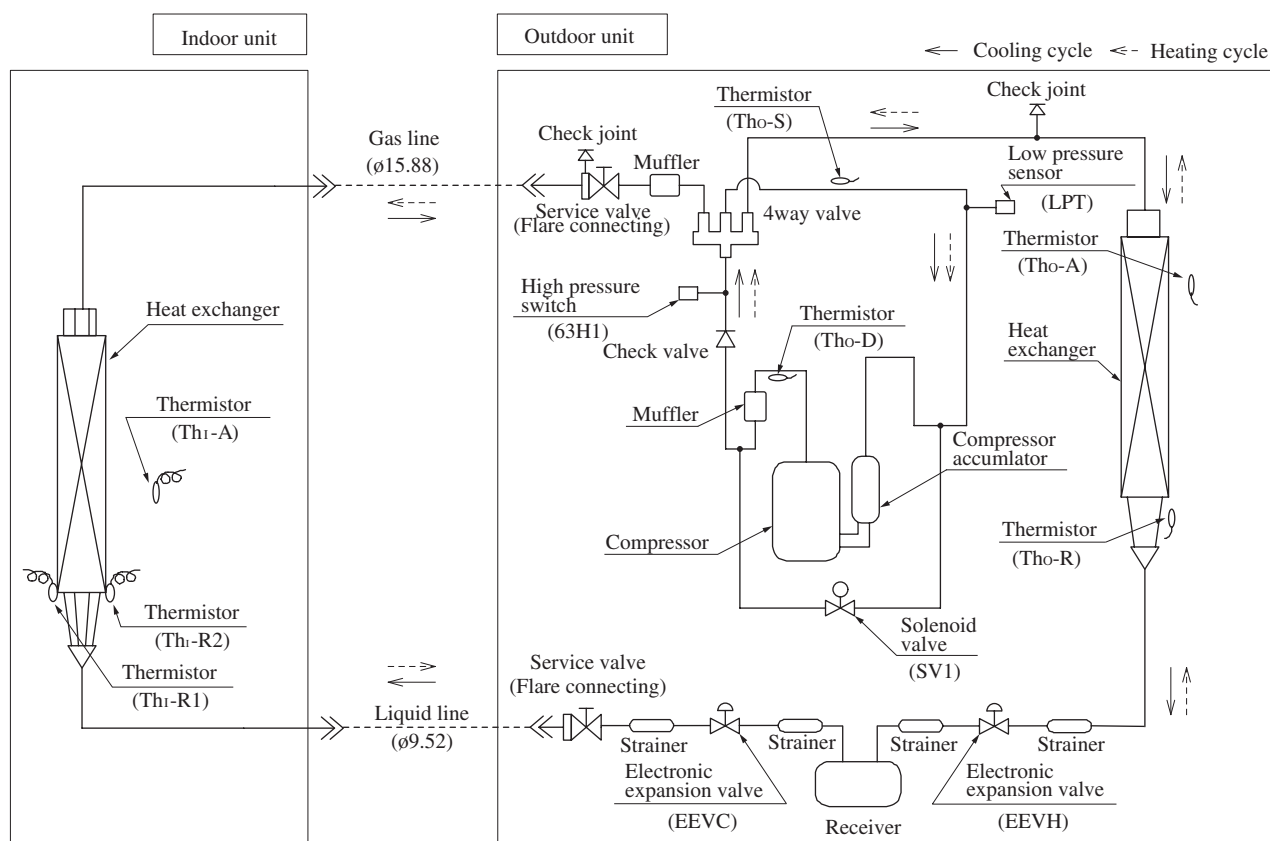 Indoor unit
Outdoor unit
Cooling cycle
Heating cycle
Check joint
Thermistor
(Tho-S)
Gas line
(ø15.88)
Check joint
Muffler
Low pressure
sensor
(LPT)
Service valve
(Flare connecting)
4way valve
Thermistor
(Tho-A)
High pressure
switch
(63H1)
Thermistor
(Tho-D)
Heat exchanger
Check valve
Heat
exchanger
Thermistor
(ThI-A)
Muffler
Compressor
accumlator
Compressor
Thermistor
(Tho-R)
Thermistor
(ThI-R2)
Solenoid
valve
(SV1)
Thermistor
(ThI-R1)
Service valve
(Flare connecting)
Liquid line
(ø9.52)
Strainer
Strainer
Strainer
Strainer
Electronic
expansion valve
(EEVC)
Receiver
Electronic
expansion valve
(EEVH)